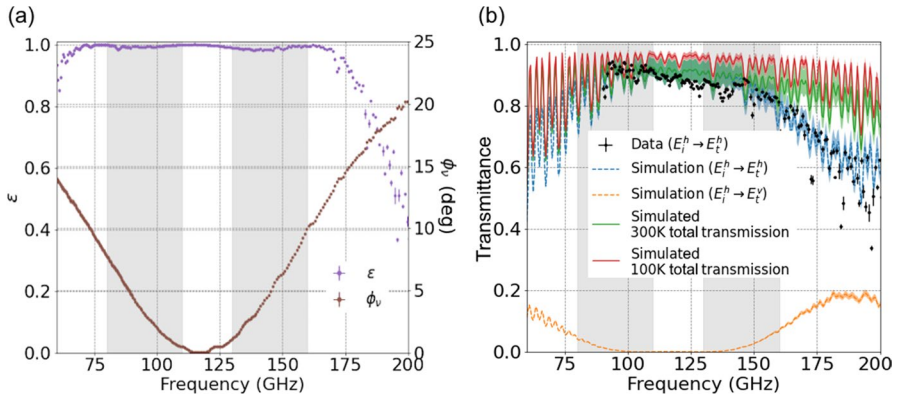 (a)
1.0
0.8
0.6
0.4
0.2
0.0
ε
25
20
15
10
5
0
ϕν (deg)
ε
ϕν
75 100 125 150 175 200
Frequency (GHz)
(b)
1.0
0.8
0.6
0.4
0.2
0.0
Transmittance
Data (E_i^h → E_t^h)
Simulation (E_i^h → E_t^h)
Simulation (E_i^h → E_t^v)
Simulated
300K total transmission
Simulated
100K total transmission
75 100 125 150 175 200
Frequency (GHz)